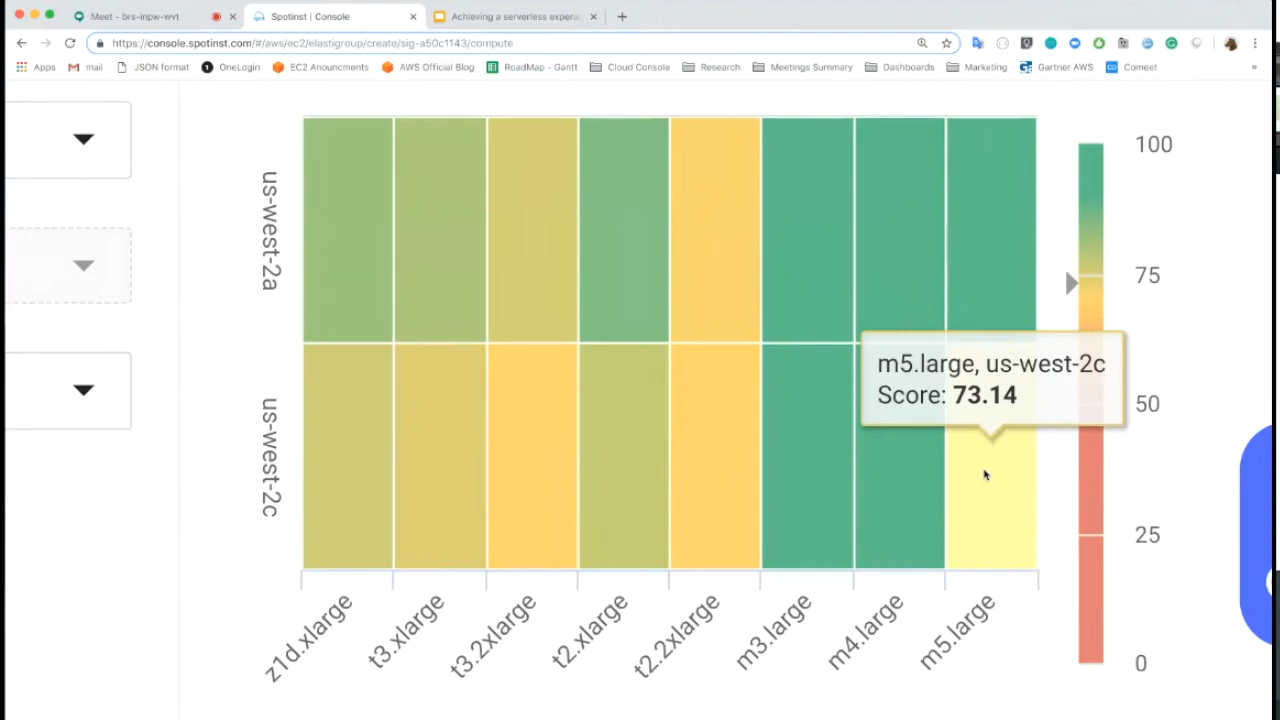 Meet - brs-inpw-wvt
Spotinst | Console
Achieving a serverless experie
https://console.spotinst.com/#/aws/ec2/elastigroup/create/sig-a50c1143/compute
Apps
mail
JSON format
OneLogin
EC2 Anouncments
AWS Official Blog
RoadMap - Gantt
Cloud Console
Research
Meetings Summary
Dashboards
Marketing
Gartner AWS
Comeet
»
us-west-2a
us-west-2c
m5.large, us-west-2c
Score: 73.14
100
75
50
25
0
z1d.xlarge
t3.xlarge
t3.2xlarge
t2.xlarge
t2.2xlarge
m3.large
m4.large
m5.large